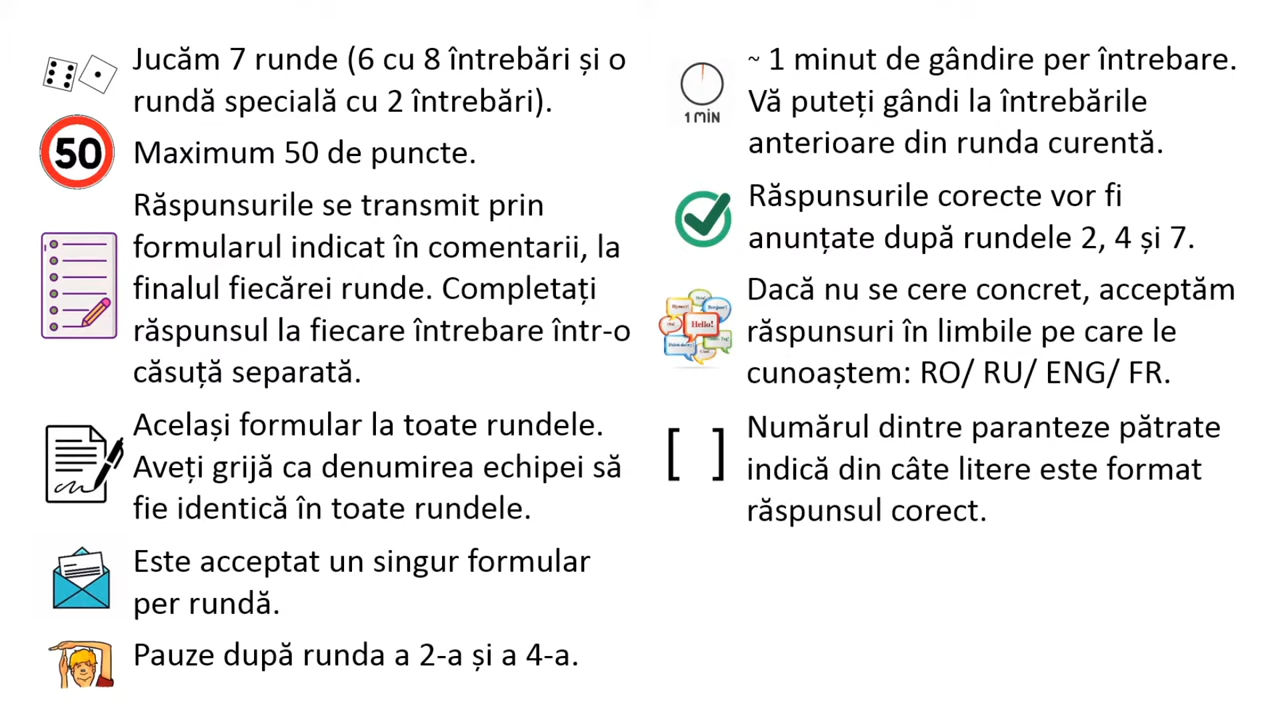 Jucăm 7 runde (6 cu 8 întrebări și o
rundă specială cu 2 întrebări).
50
Maximum 50 de puncte.
Răspunsurile se transmit prin
formularul indicat în comentarii, la
finalul fiecărei runde. Completați
răspunsul la fiecare întrebare într-o
căsuță separată.
Același formular la toate rundele.
Aveți grijă ca denumirea echipei să
fie identică în toate rundele.
Este acceptat un singur formular
per rundă.
Pauze după runda a 2-a și a 4-a.
~ 1 minut de gândire per întrebare.
Vă puteți gândi la întrebările
anterioare din runda curentă.
1 MİN
Răspunsurile corecte vor fi
anunțate după rundele 2, 4 și 7.
Dacă nu se cere concret, acceptăm
răspunsuri în limbile pe care le
cunoaștem: RO/ RU/ ENG/ FR.
Hello!
[ ]
Numărul dintre paranteze pătrate
indică din câte litere este format
răspunsul corect.